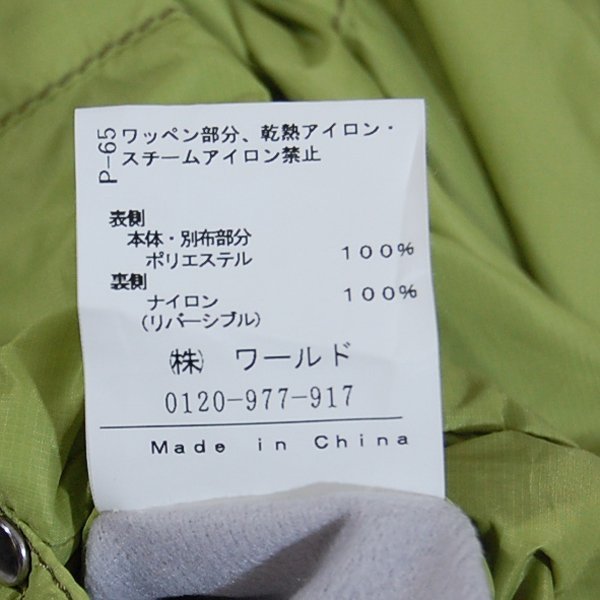 P-65
ワッペン部分、乾熱アイロン・
スチームアイロン禁止
表側
本体・別布部分
ポリエステル 100%
裏側
ナイロン 100%
(リバーシブル)
㈱ ワールド
0120-977-917
Made in China